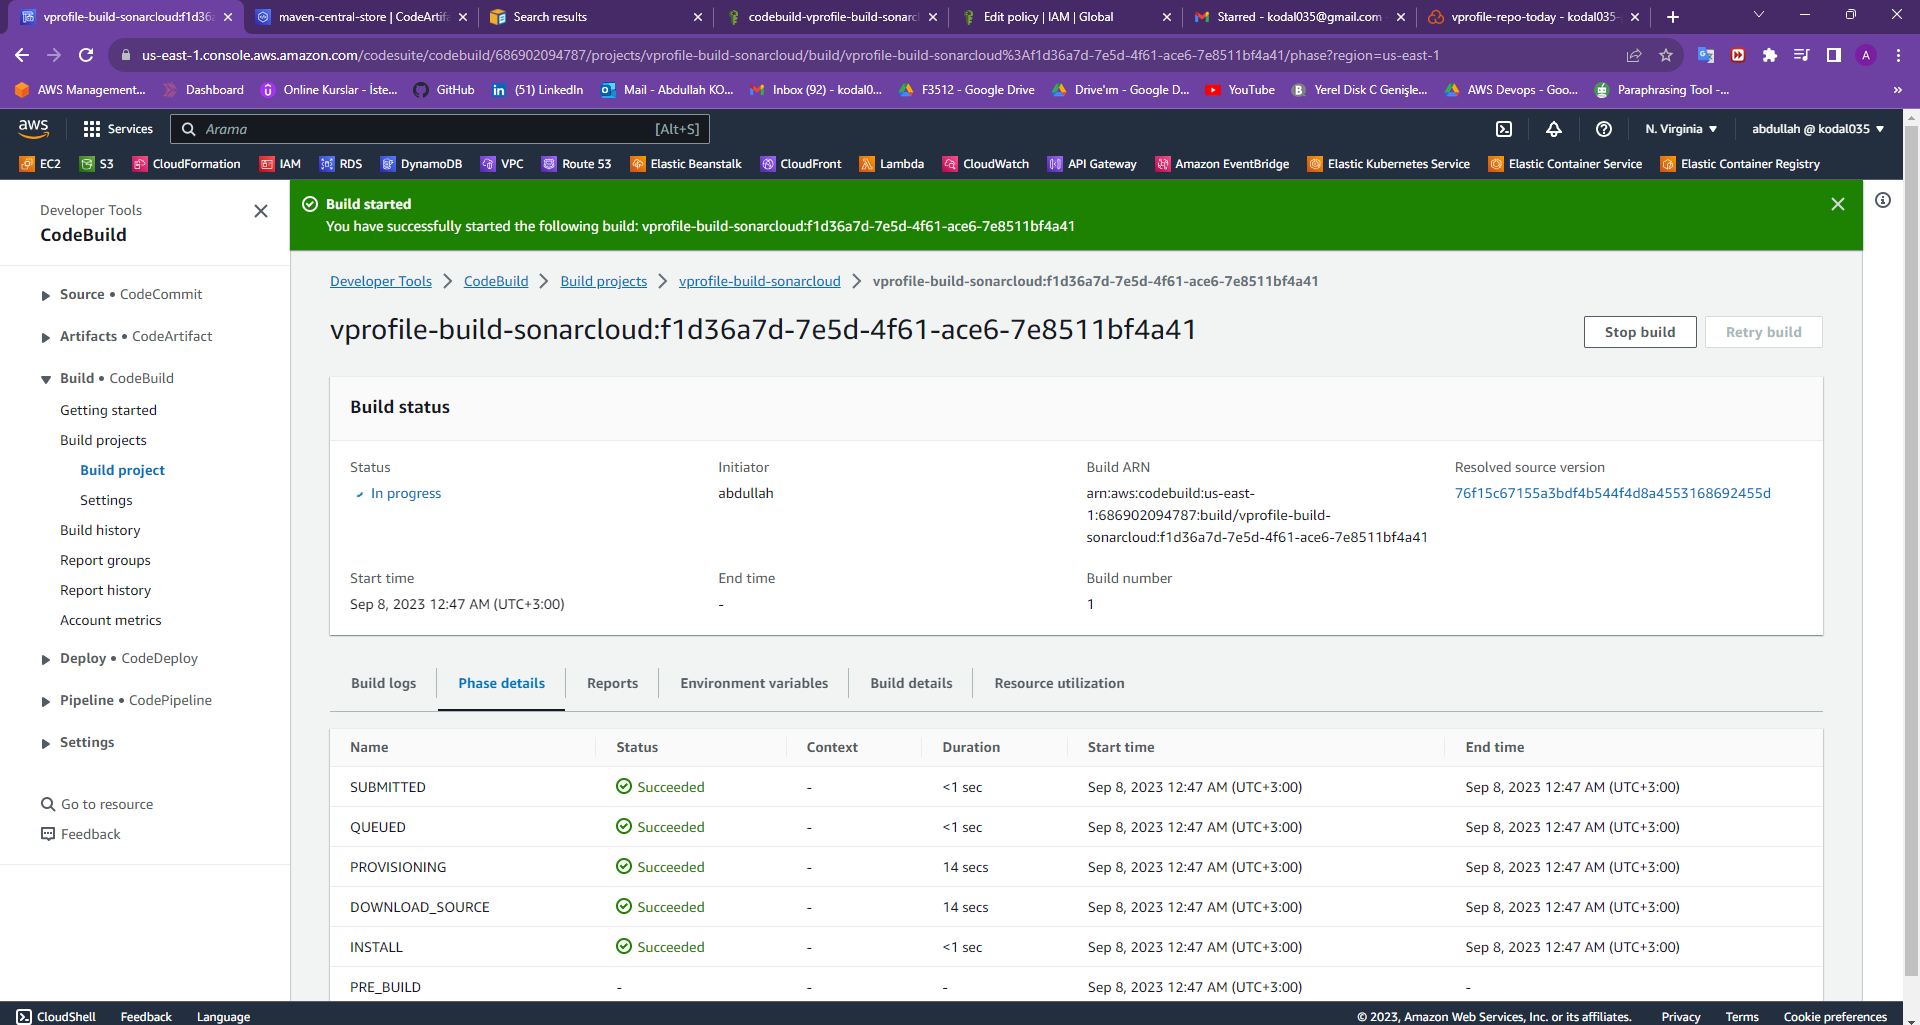 vprofile-build-sonarcloud:f1d36a
maven-central-store | CodeArtifa
Search results
codebuild-vprofile-build-sonarc
Edit policy | IAM | Global
Starred - kodal035@gmail.com
vprofile-repo-today - kodal035-
us-east-1.console.aws.amazon.com/codesuite/codebuild/686902094787/projects/vprofile-build-sonarcloud/build/vprofile-build-sonarcloud%3Af1d36a7d-7e5d-4f61-ace6-7e8511bf4a41/phase?region=us-east-1
A
AWS Management... Dashboard Online Kurslar - İste... GitHub (51) LinkedIn Mail - Abdullah KO... Inbox (92) - kodal0... F3512 - Google Drive Drive'ım - Google D... YouTube Yerel Disk C Genişle... AWS Devops - Goo... Paraphrasing Tool -... »
aws Services Arama [Alt+S] N. Virginia abdullah @ kodal035
EC2 S3 CloudFormation IAM RDS DynamoDB VPC Route 53 Elastic Beanstalk CloudFront Lambda CloudWatch API Gateway Amazon EventBridge Elastic Kubernetes Service Elastic Container Service Elastic Container Registry
Developer Tools
CodeBuild
Source • CodeCommit
Artifacts • CodeArtifact
Build • CodeBuild
Getting started
Build projects
Build project
Settings
Build history
Report groups
Report history
Account metrics
Deploy • CodeDeploy
Pipeline • CodePipeline
Settings
Go to resource
Feedback
Build started
You have successfully started the following build: vprofile-build-sonarcloud:f1d36a7d-7e5d-4f61-ace6-7e8511bf4a41
Developer Tools CodeBuild Build projects vprofile-build-sonarcloud vprofile-build-sonarcloud:f1d36a7d-7e5d-4f61-ace6-7e8511bf4a41
vprofile-build-sonarcloud:f1d36a7d-7e5d-4f61-ace6-7e8511bf4a41
Stop build
Retry build
Build status
Status
In progress
Initiator
abdullah
Build ARN
arn:aws:codebuild:us-east-
1:686902094787:build/vprofile-build-
sonarcloud:f1d36a7d-7e5d-4f61-ace6-7e8511bf4a41
Resolved source version
76f15c67155a3bdf4b544f4d8a4553168692455d
Start time
Sep 8, 2023 12:47 AM (UTC+3:00)
End time
-
Build number
1
Build logs Phase details Reports Environment variables Build details Resource utilization
Name Status Context Duration Start time End time
SUBMITTED Succeeded - <1 sec Sep 8, 2023 12:47 AM (UTC+3:00) Sep 8, 2023 12:47 AM (UTC+3:00)
QUEUED Succeeded - <1 sec Sep 8, 2023 12:47 AM (UTC+3:00) Sep 8, 2023 12:47 AM (UTC+3:00)
PROVISIONING Succeeded - 14 secs Sep 8, 2023 12:47 AM (UTC+3:00) Sep 8, 2023 12:47 AM (UTC+3:00)
DOWNLOAD_SOURCE Succeeded - 14 secs Sep 8, 2023 12:47 AM (UTC+3:00) Sep 8, 2023 12:47 AM (UTC+3:00)
INSTALL Succeeded - <1 sec Sep 8, 2023 12:47 AM (UTC+3:00) Sep 8, 2023 12:47 AM (UTC+3:00)
PRE_BUILD - - - Sep 8, 2023 12:47 AM (UTC+3:00) -
CloudShell Feedback Language © 2023, Amazon Web Services, Inc. or its affiliates. Privacy Terms Cookie preferences